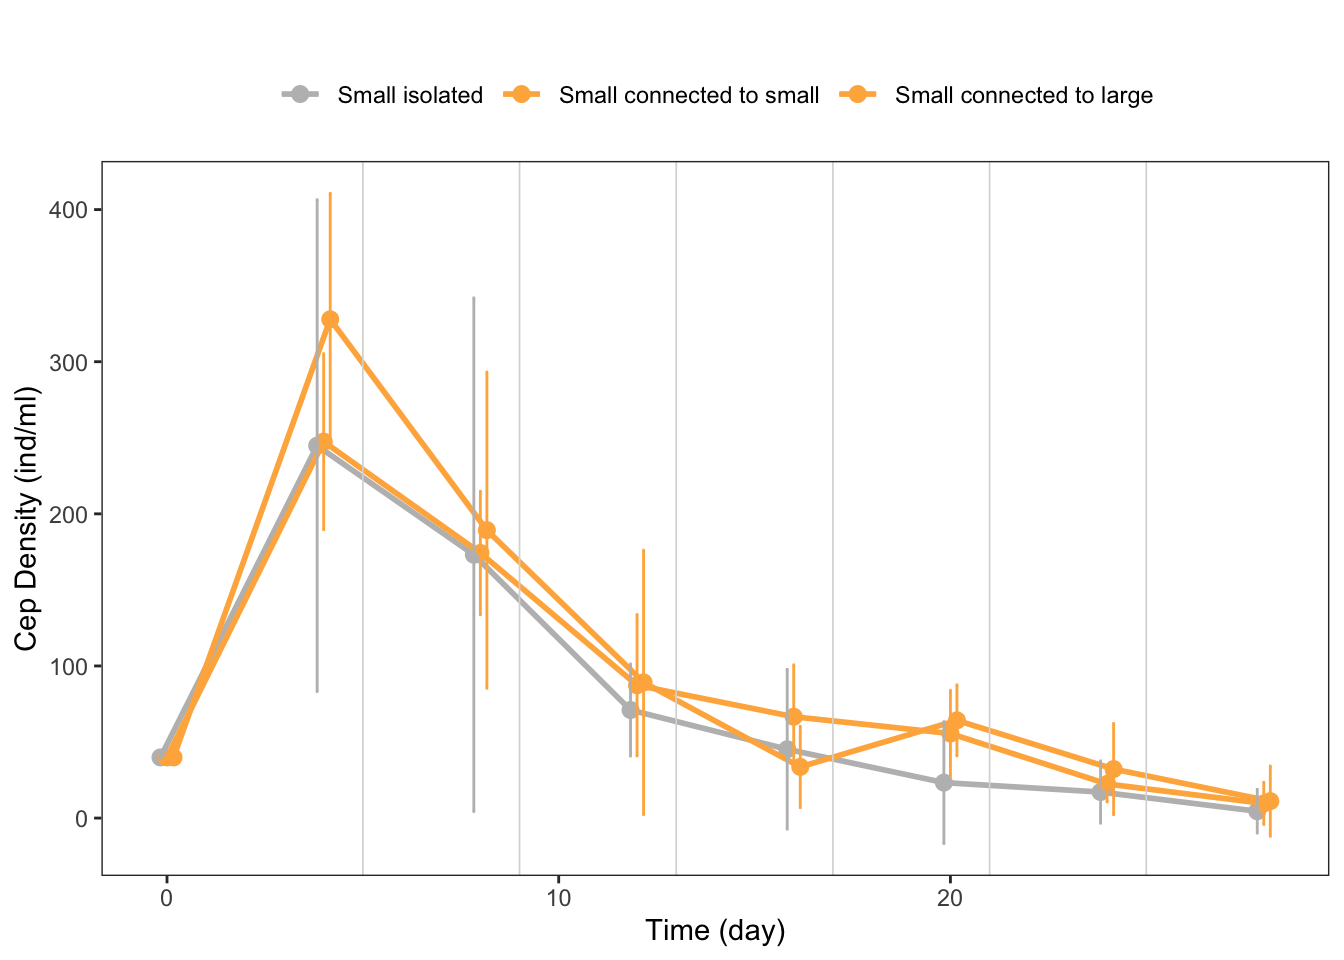 Small isolated Small connected to small Small connected to large
400
300
200
100
0
Cep Density (ind/ml)
0 10 20
Time (day)